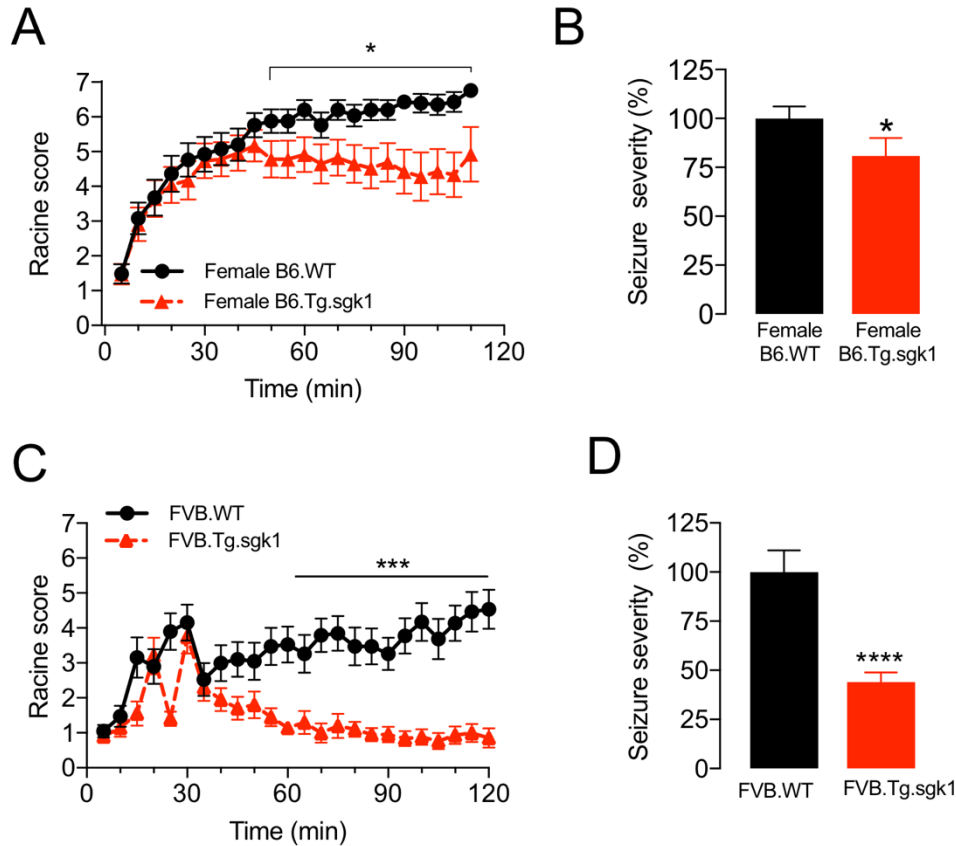 A
*
7
6
5
4
3
2
1
0
Racine score
Female B6.WT
Female B6.Tg.sgk1
0 30 60 90 120
Time (min)
B
125
100
75
50
25
0
Seizure severity (%)
*
Female B6.WT
Female B6.Tg.sgk1
C
FVB.WT
FVB.Tg.sgk1
***
7
6
5
4
3
2
1
0
Racine score
0 30 60 90 120
Time (min)
D
125
100
75
50
25
0
Seizure severity (%)
****
FVB.WT FVB.Tg.sgk1